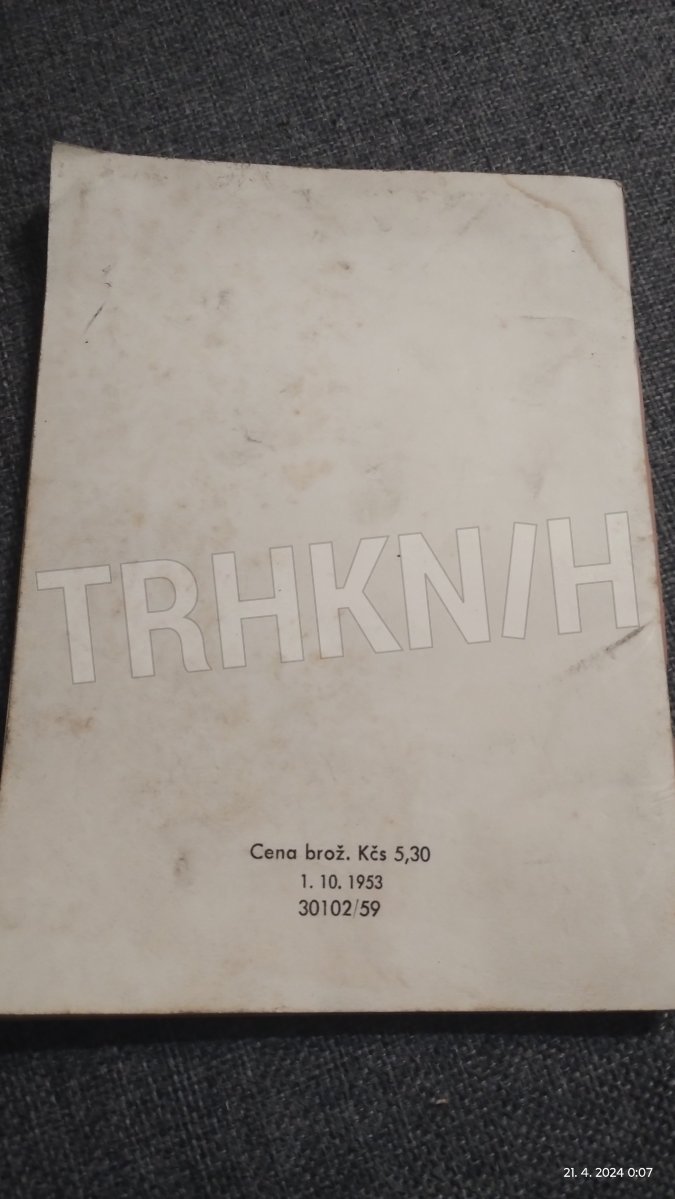 TRHKNIH
Cena brož. Kčs 5,30
1. 10. 1953
30102/59
21. 4. 2024 0:07